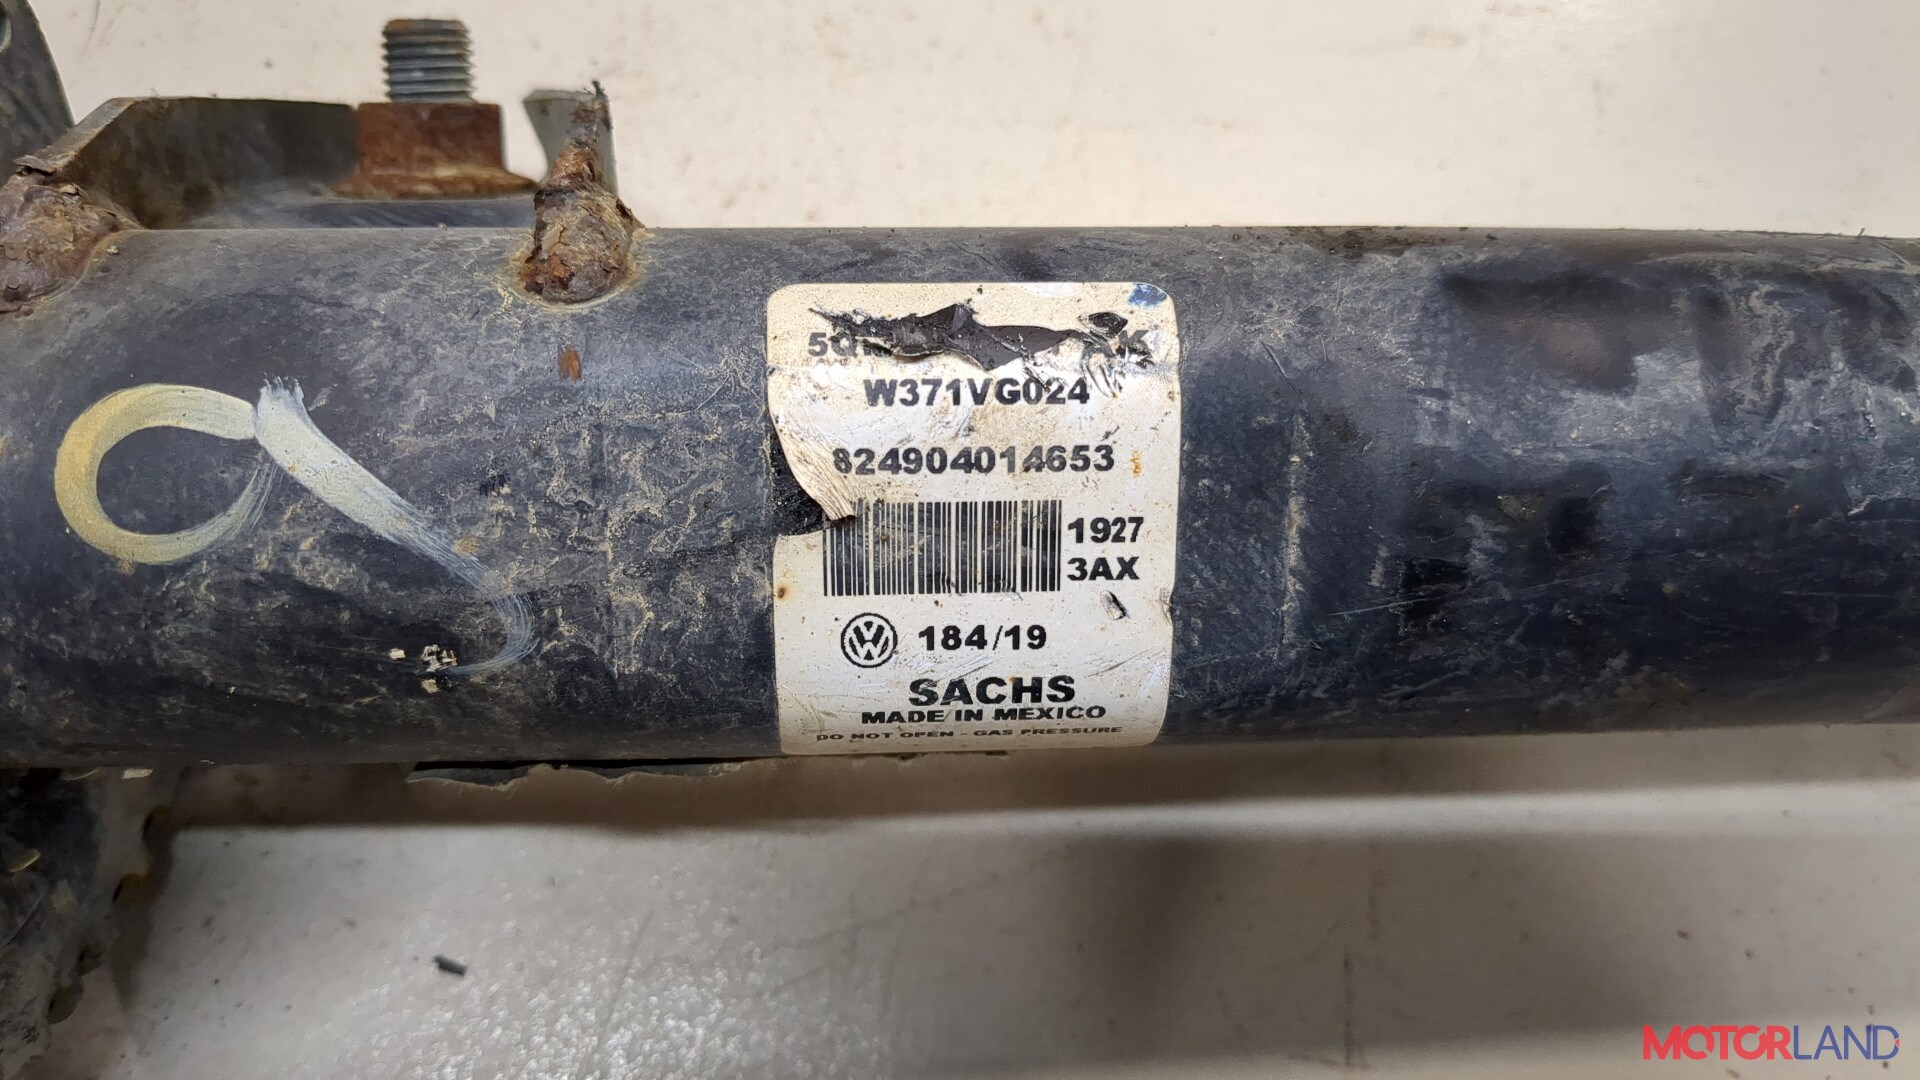 W371VG024
824904014653
1927
3AX
184/19
SACHS
MADE IN MEXICO
DO NOT OPEN - GAS PRESSURE
MOTORLAND